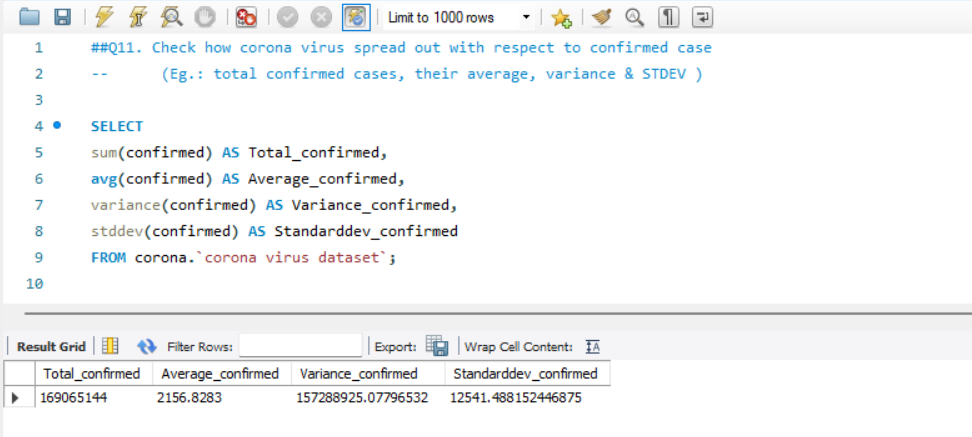 Limit to 1000 rows
1 ##Q11. Check how corona virus spread out with respect to confirmed case
2 -- (Eg.: total confirmed cases, their average, variance & STDEV )
3
4 SELECT
5 sum(confirmed) AS Total_confirmed,
6 avg(confirmed) AS Average_confirmed,
7 variance(confirmed) AS Variance_confirmed,
8 stddev(confirmed) AS Standarddev_confirmed
9 FROM corona.`corona virus dataset`;
10
Result Grid Filter Rows: Export: Wrap Cell Content: IA
Total_confirmed Average_confirmed Variance_confirmed Standarddev_confirmed
169065144 2156.8283 157288925.07796532 12541.488152446875